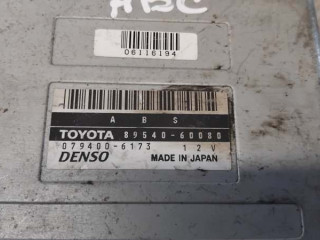 ABC
06116194
A B S
TOYOTA 89540-60080
079400-6173 12V
DENSO MADE IN JAPAN